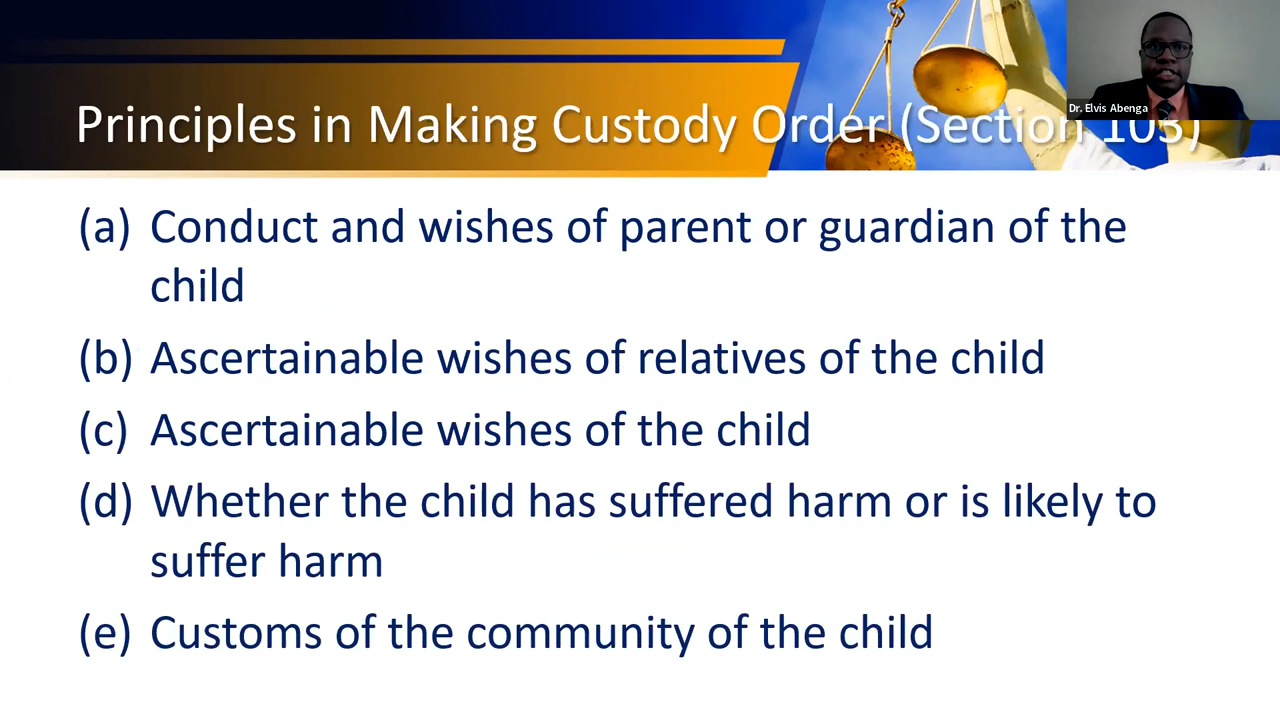 Dr. Elvis Abenga
Principles in Making Custody Order (Section 103)
(a) Conduct and wishes of parent or guardian of the
child
(b) Ascertainable wishes of relatives of the child
(c) Ascertainable wishes of the child
(d) Whether the child has suffered harm or is likely to
suffer harm
(e) Customs of the community of the child